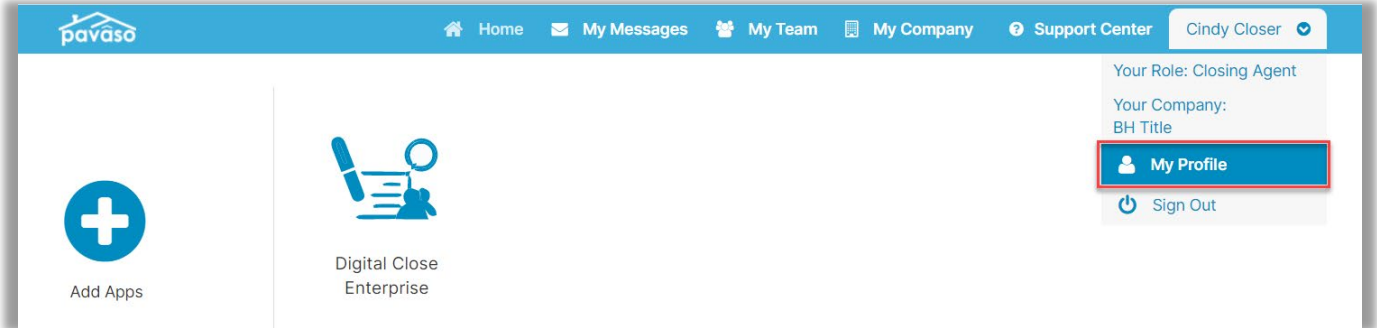 pavaso
Home My Messages My Team My Company Support Center Cindy Closer
Your Role: Closing Agent
Your Company:
BH Title
My Profile
Sign Out
Add Apps
Digital Close
Enterprise